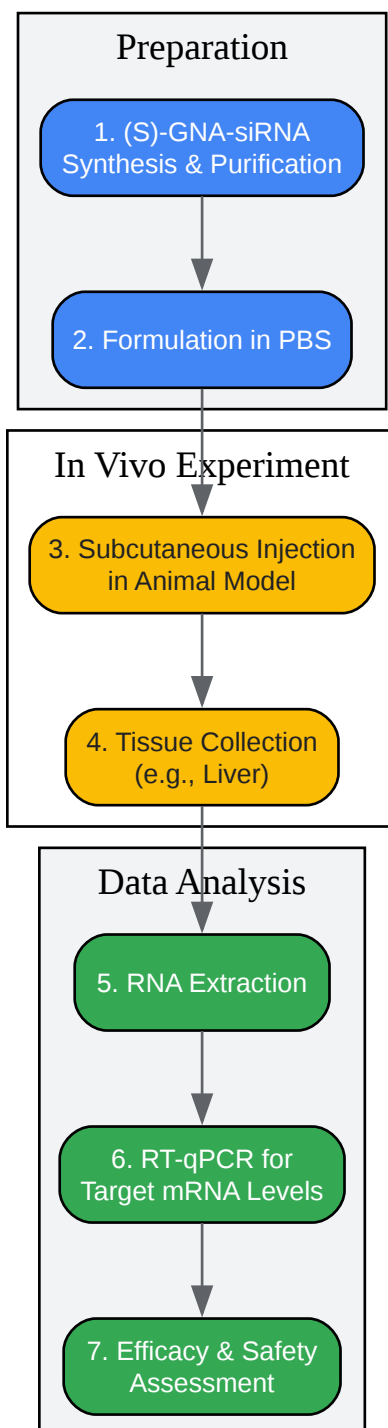 Preparation
1. (S)-GNA-siRNA
Synthesis & Purification
2. Formulation in PBS
In Vivo Experiment
3. Subcutaneous Injection
in Animal Model
4. Tissue Collection
(e.g., Liver)
Data Analysis
5. RNA Extraction
6. RT-qPCR for
Target mRNA Levels
7. Efficacy & Safety
Assessment